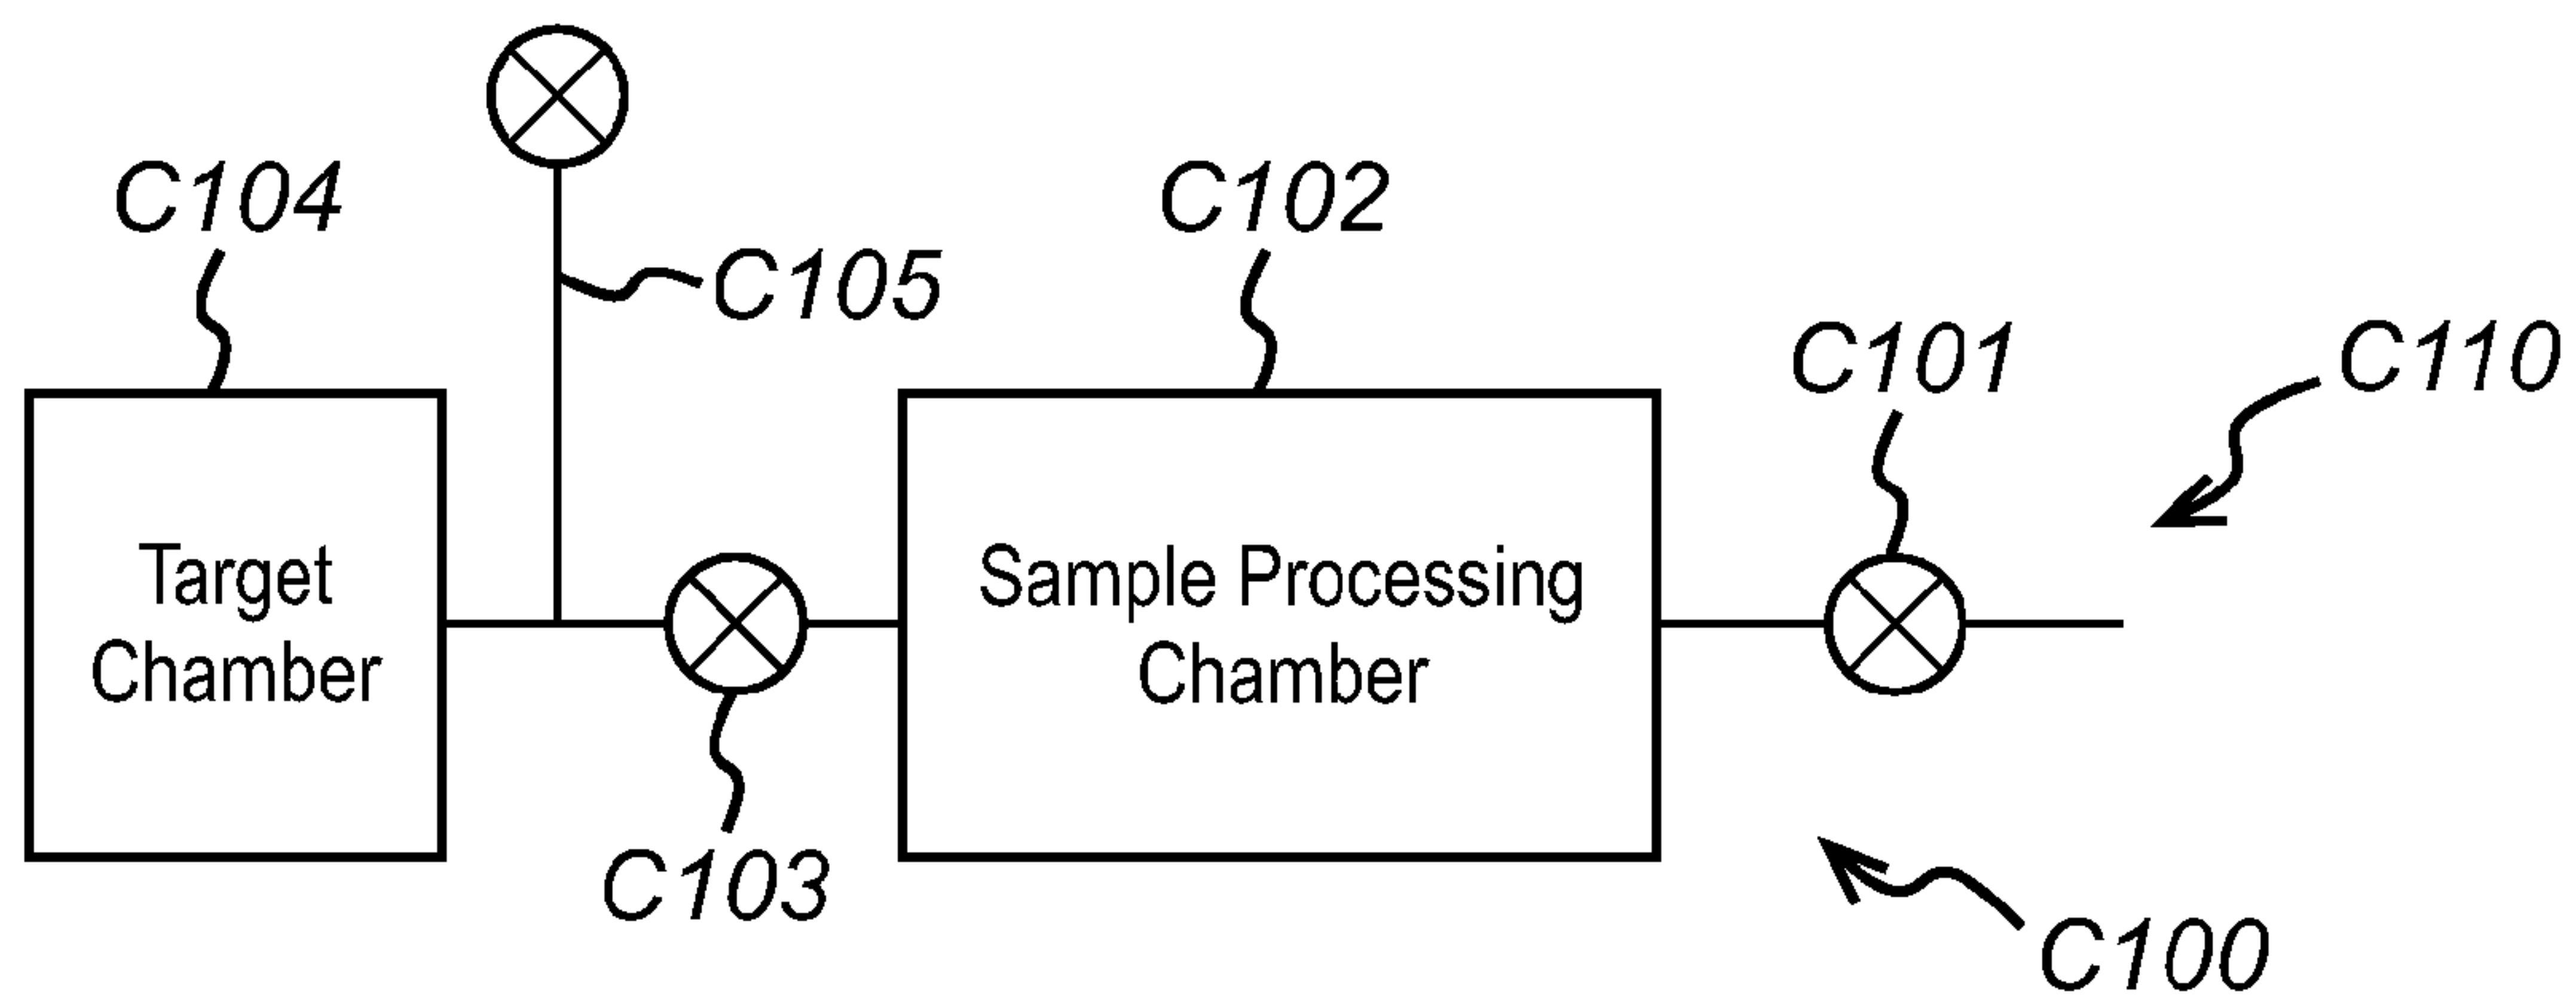 C104
C105
C102
C101
C110
Target
Chamber
Sample Processing
Chamber
C103
C100